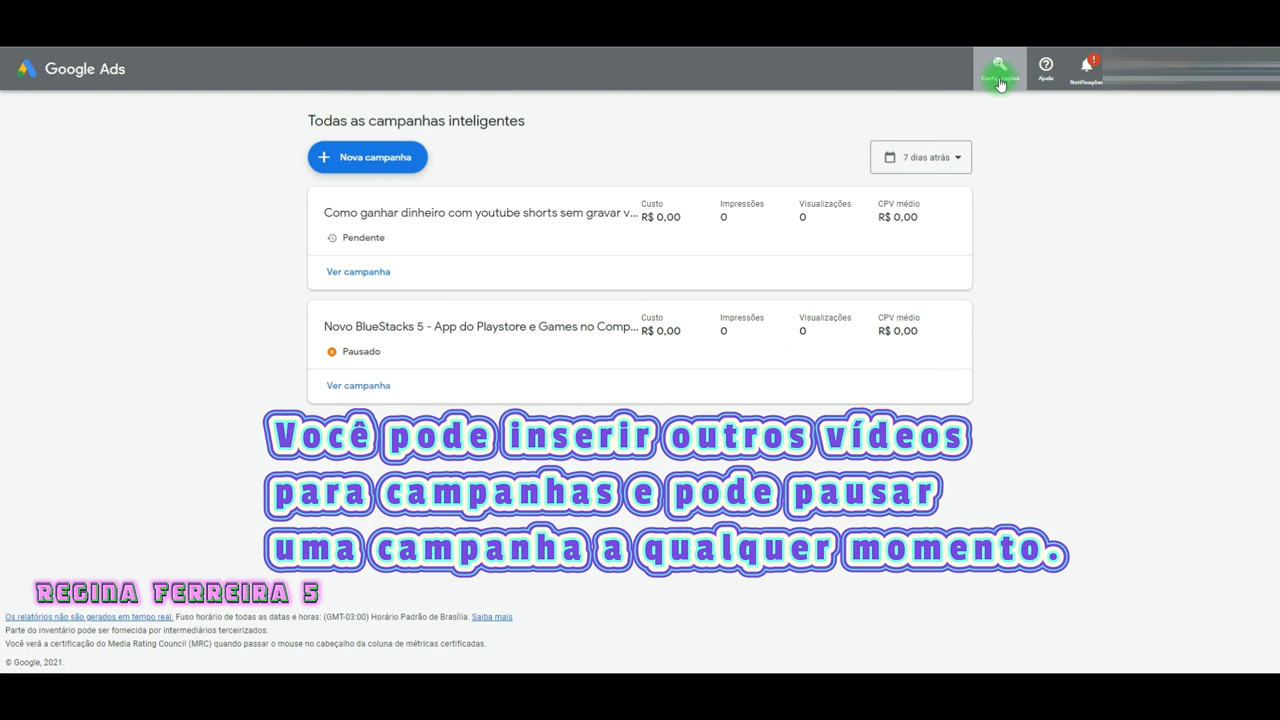 Google Ads
Configurações
Ajuda
!
Notificações
Todas as campanhas inteligentes
+ Nova campanha
7 dias atrás
Como ganhar dinheiro com youtube shorts sem gravar v...
Custo
R$ 0,00
Impressões
0
Visualizações
0
CPV médio
R$ 0,00
Pendente
Ver campanha
Novo BlueStacks 5 - App do Playstore e Games no Comp...
Custo
R$ 0,00
Impressões
0
Visualizações
0
CPV médio
R$ 0,00
Pausado
Ver campanha
Você pode inserir outros vídeos
para campanhas e pode pausar
uma campanha a qualquer momento.
REGINA FERREIRA 5
Os relatórios não são gerados em tempo real. Fuso horário de todas as datas e horas: (GMT-03:00) Horário Padrão de Brasília. Saiba mais
Parte do inventário pode ser fornecida por intermediários terceirizados.
Você verá a certificação do Media Rating Council (MRC) quando passar o mouse no cabeçalho da coluna de métricas certificadas.
© Google, 2021.